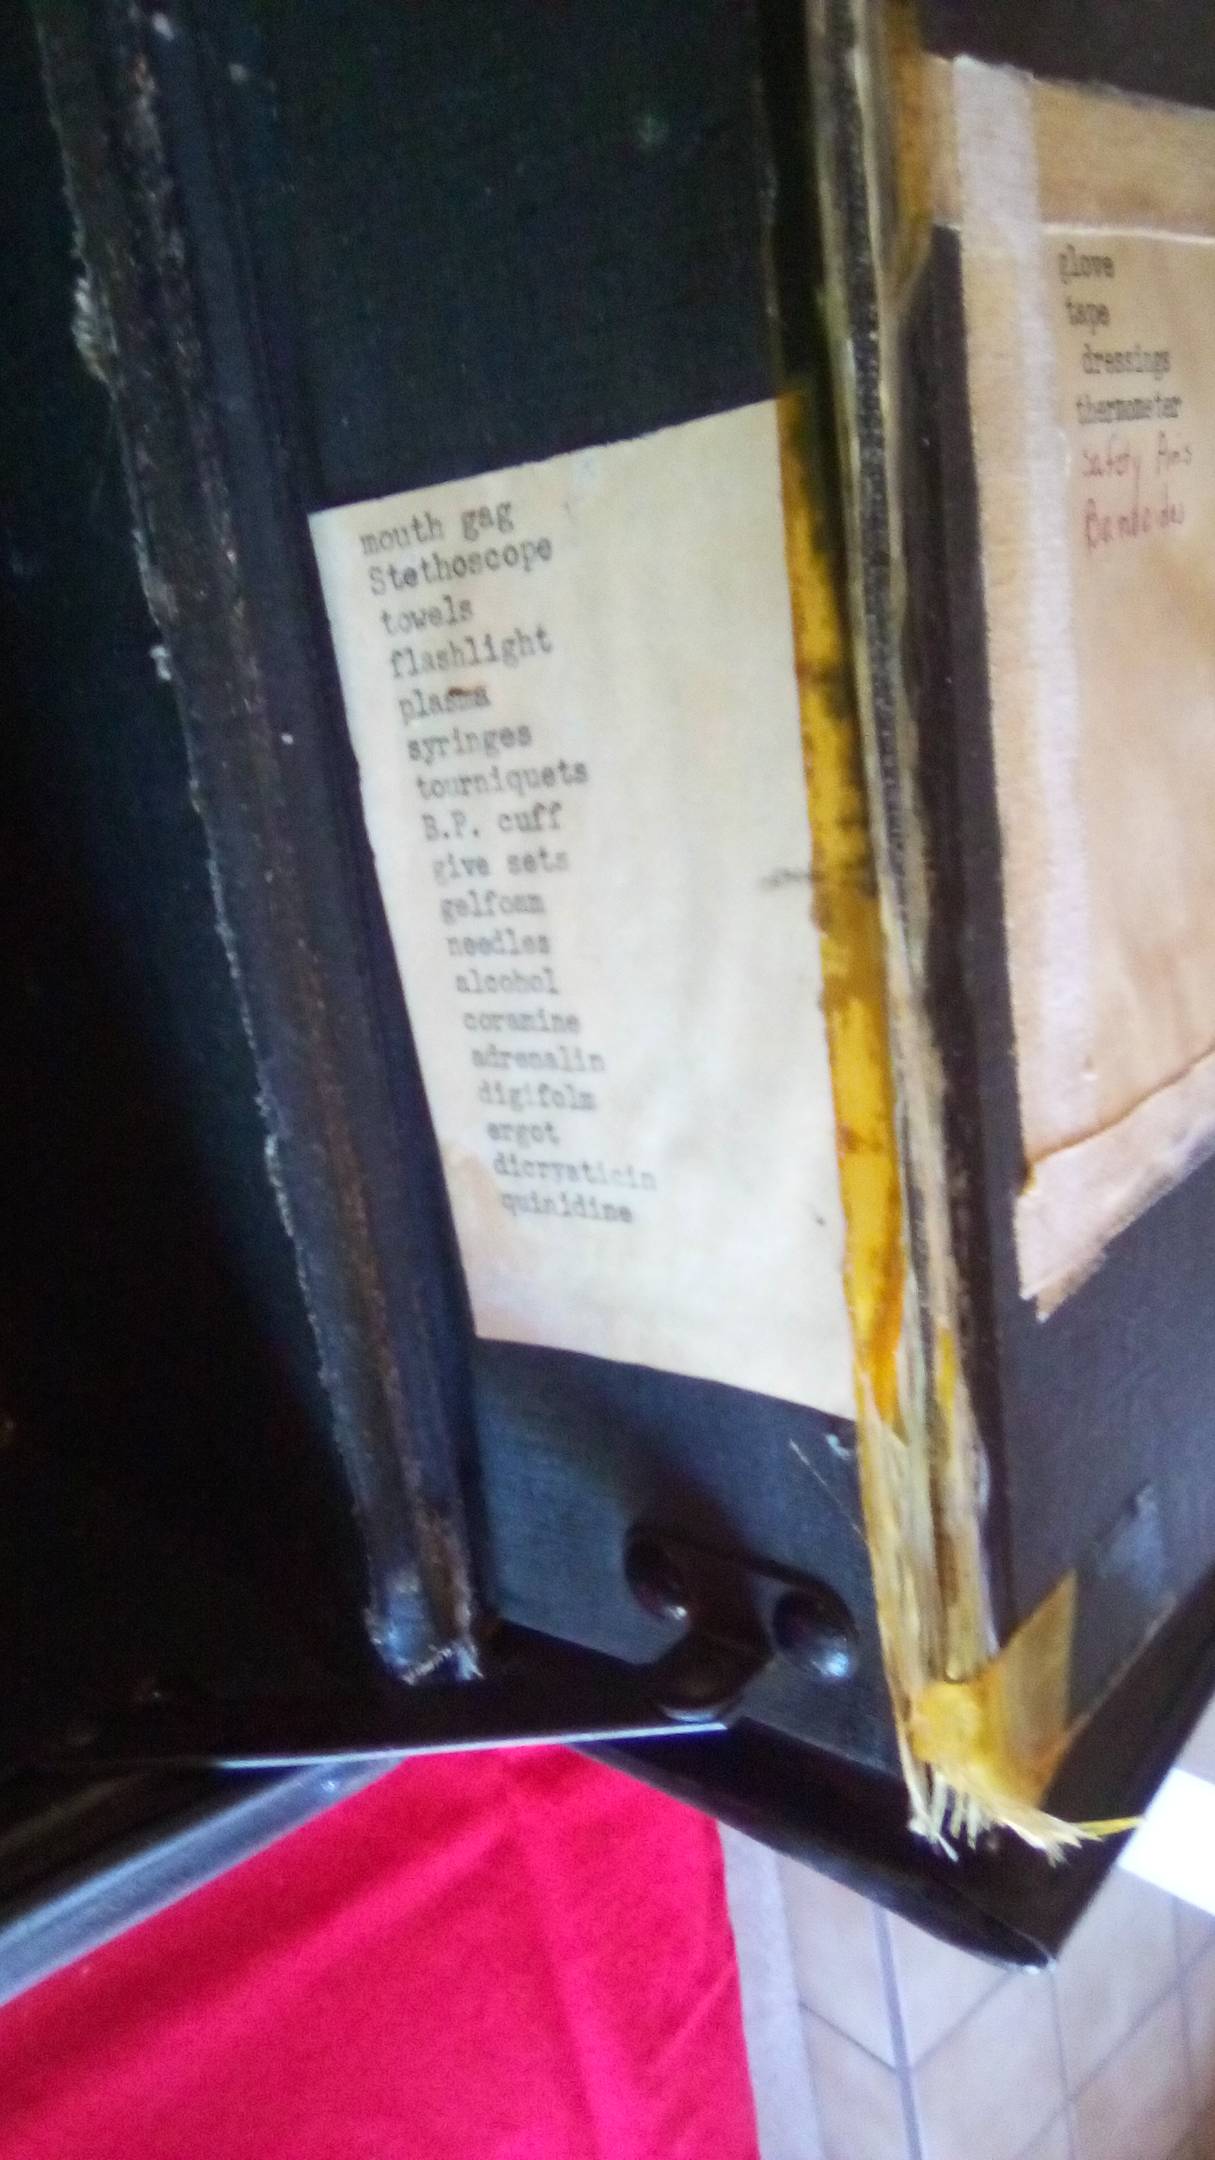 mouth gag
Stethoscope
towels
flashlight
plasma
syringes
tourniquets
B.P. cuff
give sets
gelfoam
needles
alcohol
coramine
adrenalin
digifolm
ergot
dicryaticin
quinidine
glove
tape
dressings
thermometer
Safety Pins
Bandaides